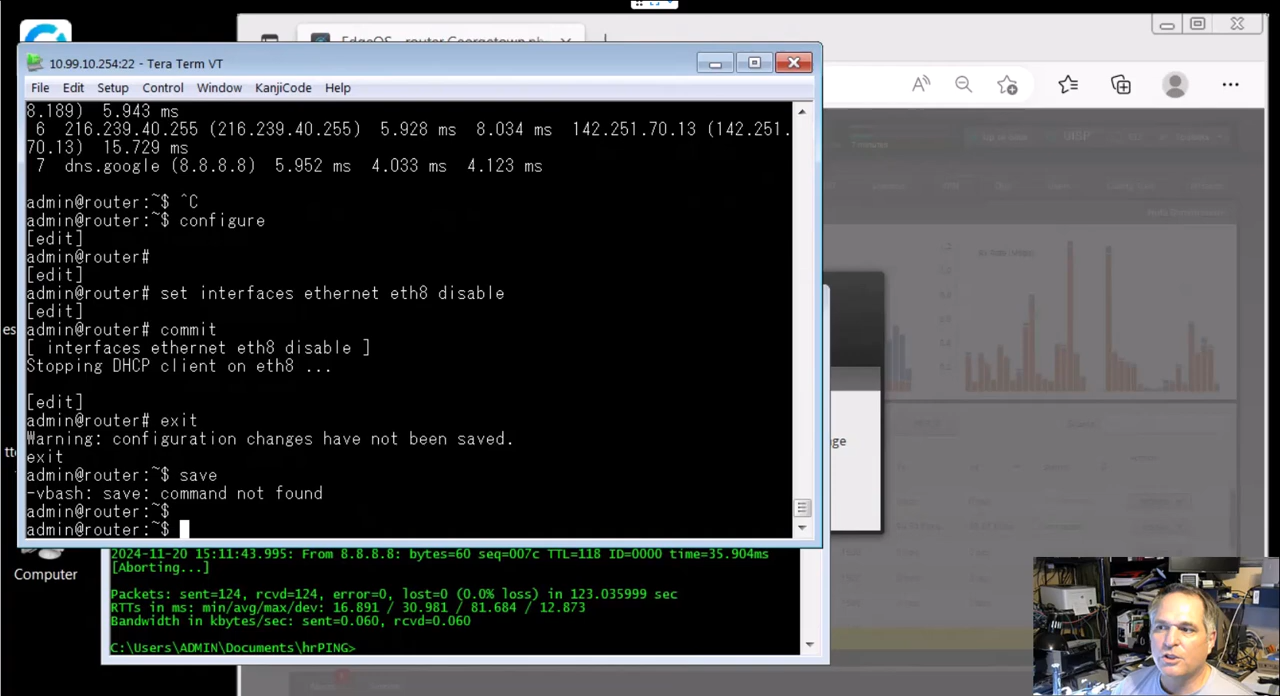 EdgeOS - router.Georgetown.ph
10.99.10.254:22 - Tera Term VT
File Edit Setup Control Window KanjiCode Help
8.189) 5.943 ms
6 216.239.40.255 (216.239.40.255) 5.928 ms 8.034 ms 142.251.70.13 (142.251.
70.13) 15.729 ms
7 dns.google (8.8.8.8) 5.952 ms 4.033 ms 4.123 ms
admin@router:~$ ^C
admin@router:~$ configure
[edit]
admin@router#
[edit]
admin@router# set interfaces ethernet eth8 disable
[edit]
admin@router# commit
[ interfaces ethernet eth8 disable ]
Stopping DHCP client on eth8 ...
[edit]
admin@router# exit
Warning: configuration changes have not been saved.
exit
admin@router:~$ save
-vbash: save: command not found
admin@router:~$
admin@router:~$
2024-11-20 15:11:43.995: From 8.8.8.8: bytes=60 seq=007c TTL=118 ID=0000 time=35.904ms
[Aborting...]
Packets: sent=124, rcvd=124, error=0, lost=0 (0.0% loss) in 123.035999 sec
RTTs in ms: min/avg/max/dev: 16.891 / 30.981 / 81.684 / 12.873
Bandwidth in kbytes/sec: sent=0.060, rcvd=0.060
C:\Users\ADMIN\Documents\hrPING>
Computer
UISP